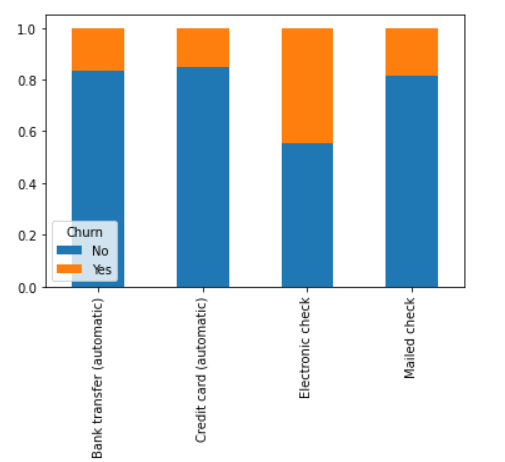 1.0
0.8
0.6
0.4
0.2
0.0
Churn
No
Yes
Bank transfer (automatic)
Credit card (automatic)
Electronic check
Mailed check